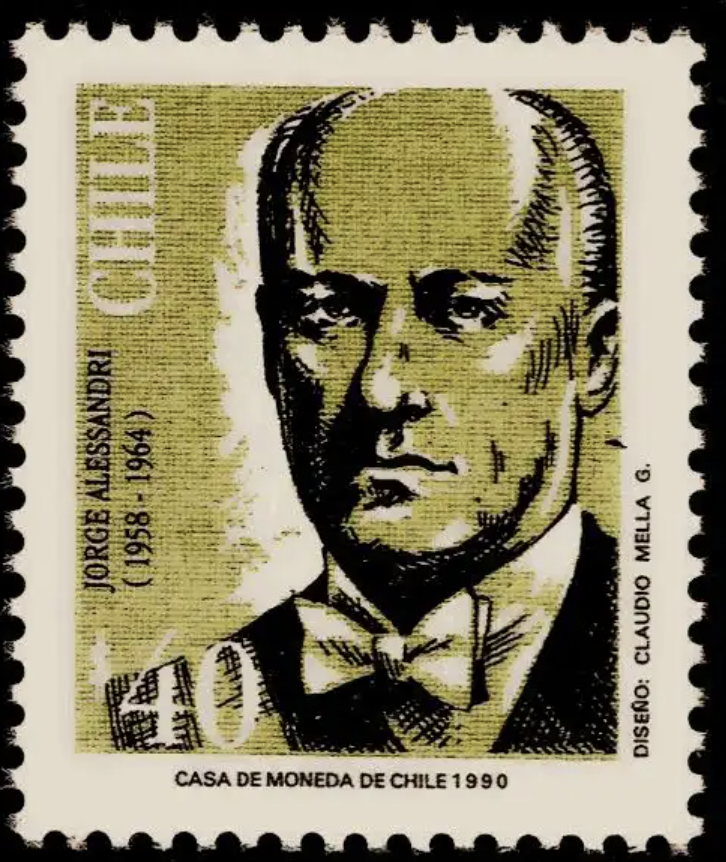 CHILE
JORGE ALESSANDRI
(1958 - 1964)
40
CASA DE MONEDA DE CHILE 1990
DISEÑO: CLAUDIO MELLA G.